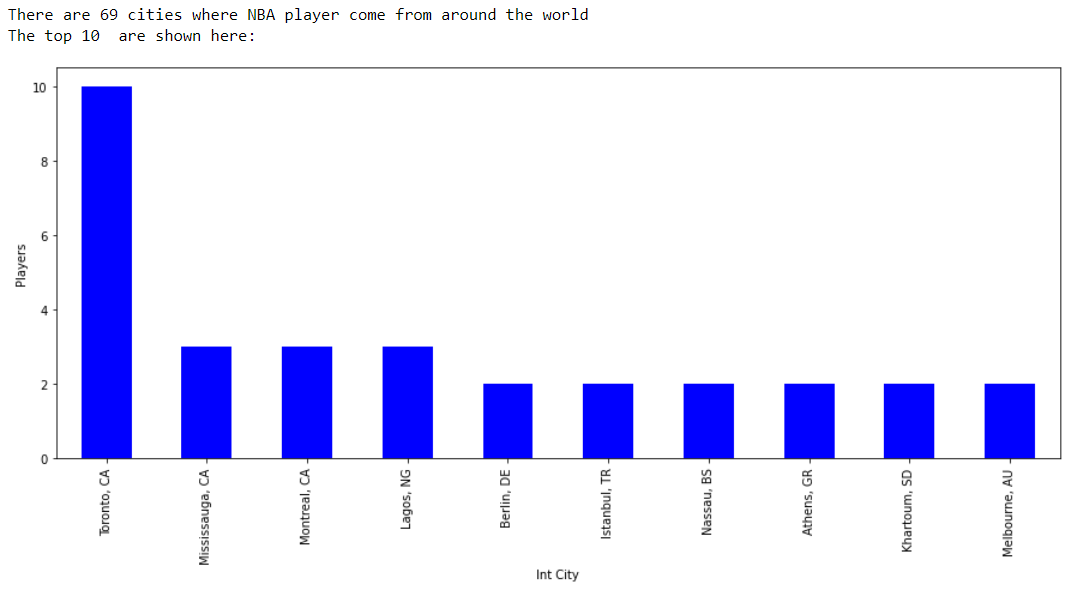 There are 69 cities where NBA player come from around the world
The top 10  are shown here:
10
8
6
4
2
0
Players
Toronto, CA
Mississauga, CA
Montreal, CA
Lagos, NG
Berlin, DE
Istanbul, TR
Nassau, BS
Athens, GR
Khartoum, SD
Melbourne, AU
Int City